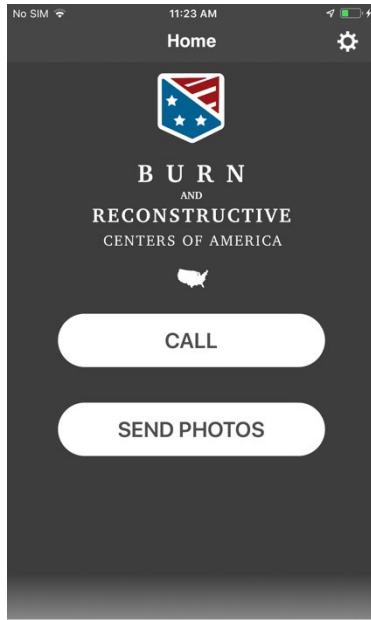 No SIM 11:23 AM
Home
BURN
AND
RECONSTRUCTIVE
CENTERS OF AMERICA
CALL
SEND PHOTOS